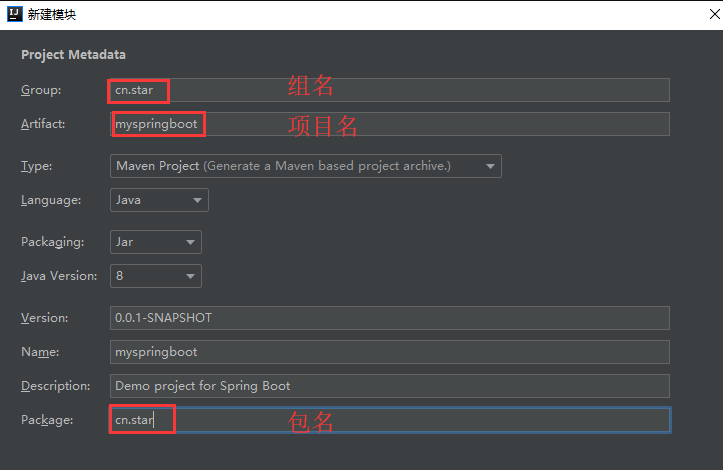 新建模块
Project Metadata
Group: cn.star 组名
Artifact: myspringboot 项目名
Type: Maven Project (Generate a Maven based project archive.)
Language: Java
Packaging: Jar
Java Version: 8
Version: 0.0.1-SNAPSHOT
Name: myspringboot
Description: Demo project for Spring Boot
Package: cn.star 包名